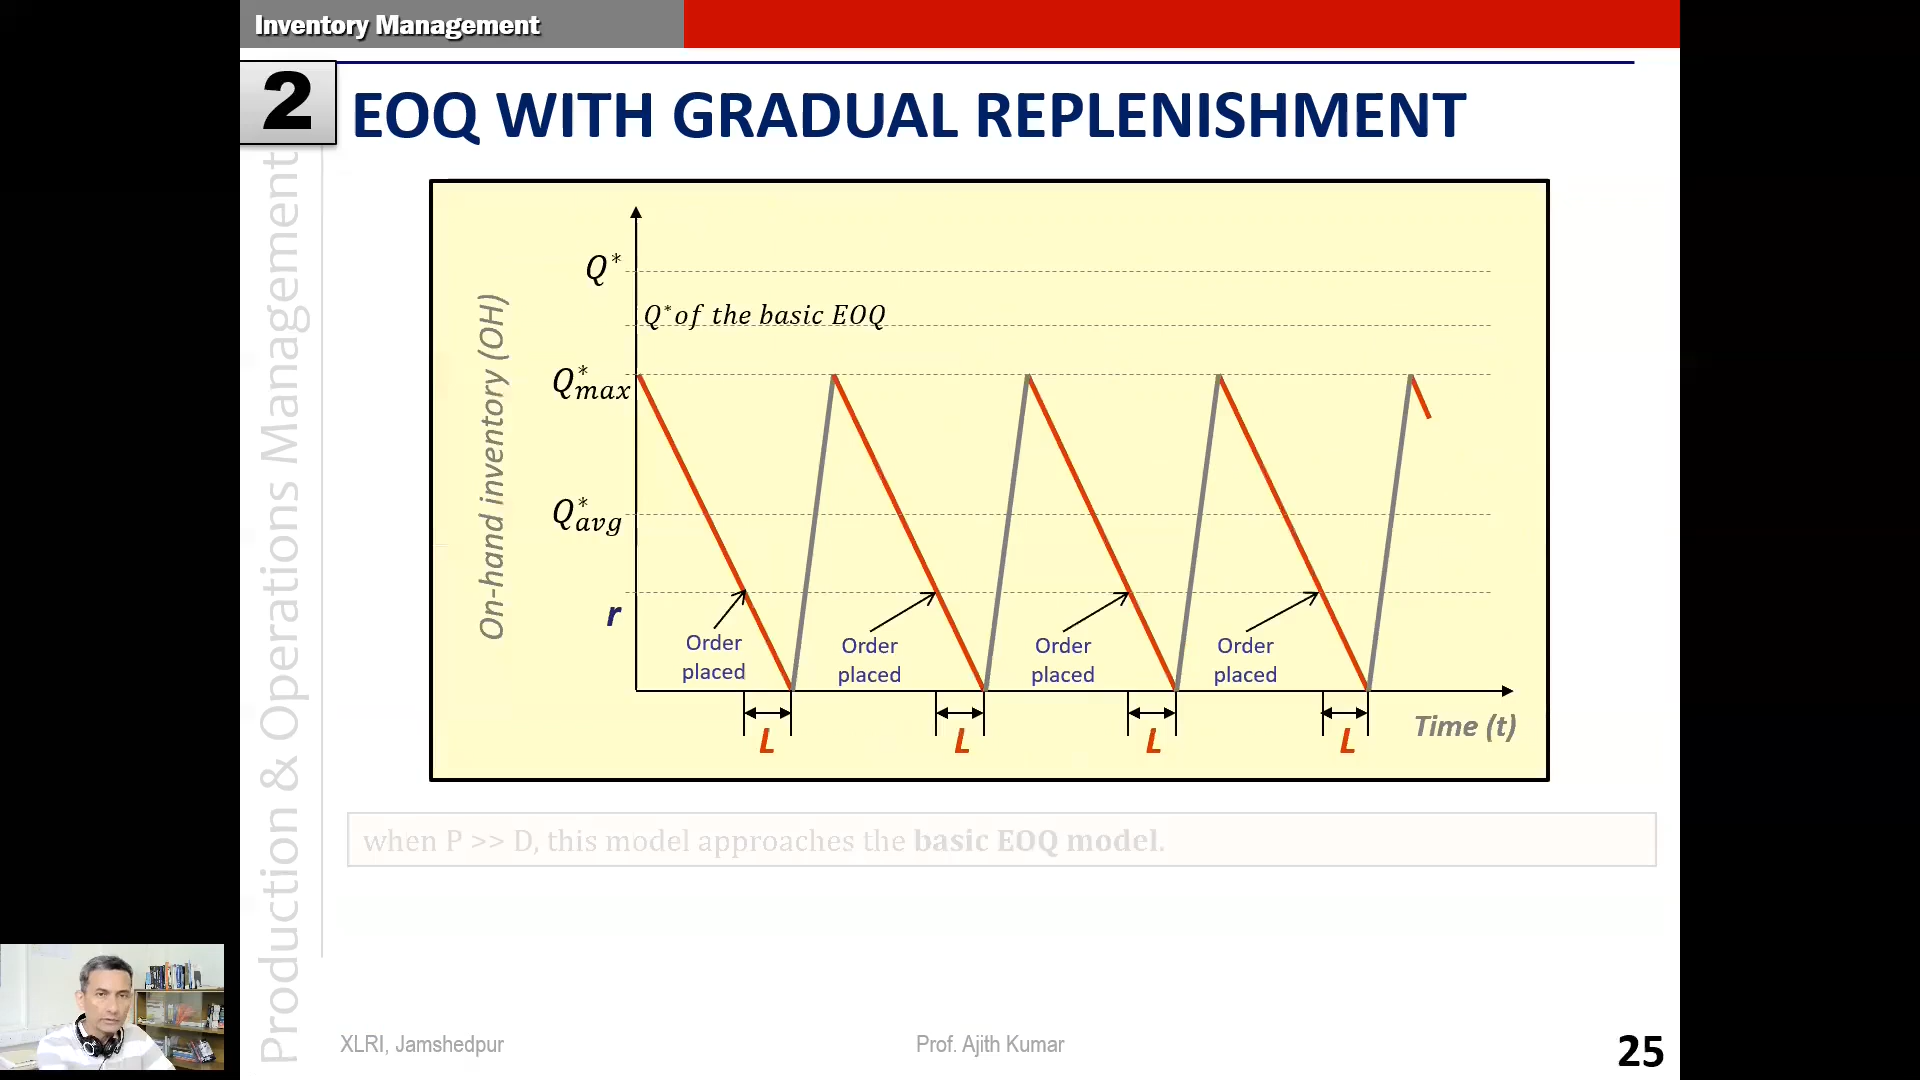 Inventory Management
2
EOQ WITH GRADUAL REPLENISHMENT
Production & Operations Management
On-hand inventory (OH)
Q*
Q* of the basic EOQ
Q*max
Q*avg
r
Order
placed
Order
placed
Order
placed
Order
placed
L
L
L
L
Time (t)
when P >> D, this model approaches the basic EOQ model.
XLRI, Jamshedpur
Prof. Ajith Kumar
25